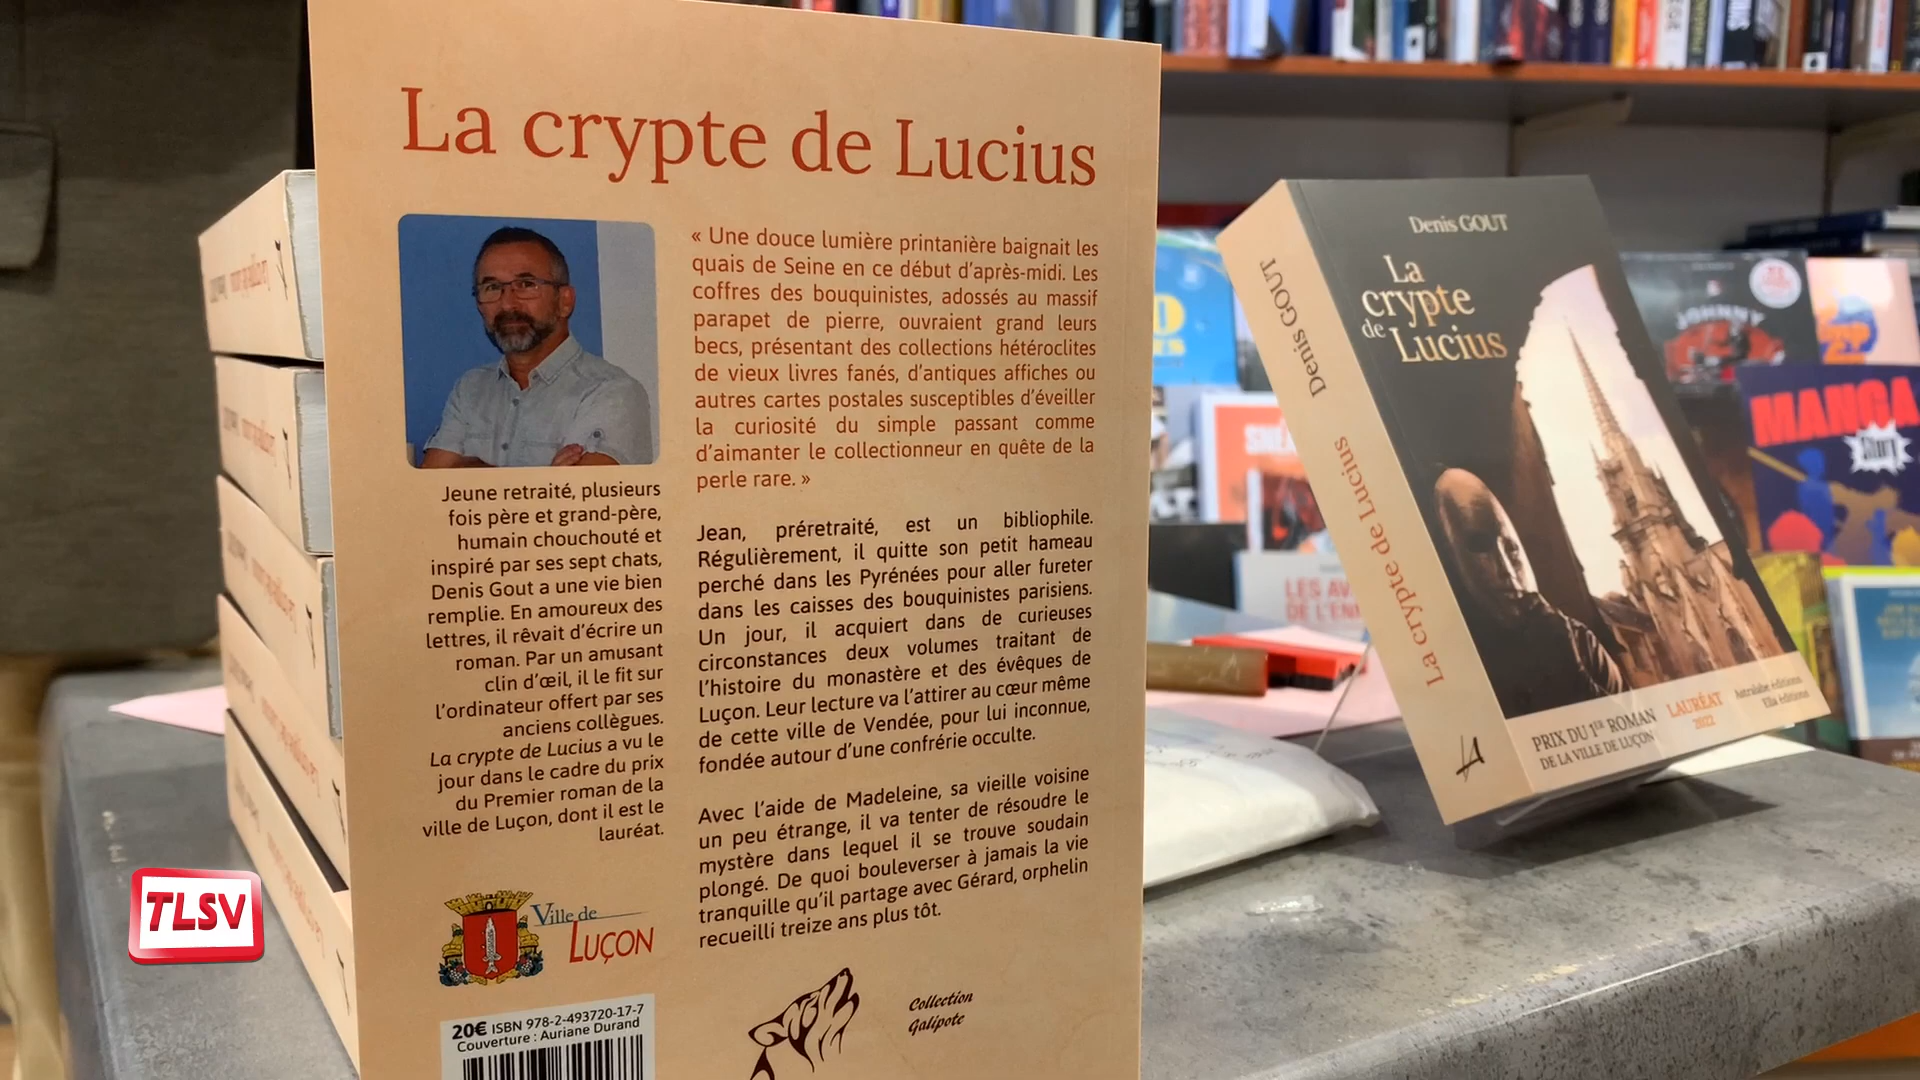 La crypte de Lucius
« Une douce lumière printanière baignait les
quais de Seine en ce début d'après-midi. Les
coffres des bouquinistes, adossés au massif
parapet de pierre, ouvraient grand leurs
becs, présentant des collections hétéroclites
de vieux livres fanés, d'antiques affiches ou
autres cartes postales susceptibles d'éveiller
la curiosité du simple passant comme
d'aimanter le collectionneur en quête de la
perle rare. »
Jean, préretraité, est un bibliophile.
Régulièrement, il quitte son petit hameau
perché dans les Pyrénées pour aller fureter
dans les caisses des bouquinistes parisiens.
Un jour, il acquiert dans de curieuses
circonstances deux volumes traitant de
l'histoire du monastère et des évêques de
Luçon. Leur lecture va l'attirer au cœur même
de cette ville de Vendée, pour lui inconnue,
fondée autour d'une confrérie occulte.
Avec l'aide de Madeleine, sa vieille voisine
un peu étrange, il va tenter de résoudre le
mystère dans lequel il se trouve soudain
plongé. De quoi bouleverser à jamais la vie
tranquille qu'il partage avec Gérard, orphelin
recueilli treize ans plus tôt.
Jeune retraité, plusieurs
fois père et grand-père,
humain chouchouté et
inspiré par ses sept chats,
Denis Gout a une vie bien
remplie. En amoureux des
lettres, il rêvait d'écrire un
roman. Par un amusant
clin d'œil, il le fit sur
l'ordinateur offert par ses
anciens collègues.
La crypte de Lucius a vu le
jour dans le cadre du prix
du Premier roman de la
ville de Luçon, dont il est le
lauréat.
Ville de
LUÇON
20€ ISBN 978-2-493720-17-7
Couverture : Auriane Durand
Collection
Galipote
TLSV
Denis GOUT
La
crypte
de
Lucius
PRIX DU 1ER ROMAN
DE LA VILLE DE LUÇON
LAURÉAT
2022
Astralabe éditions
Ella éditions
Denis GOUT
La crypte de Lucius
JOHNNY
MANGA
LES AV
DE L'EN